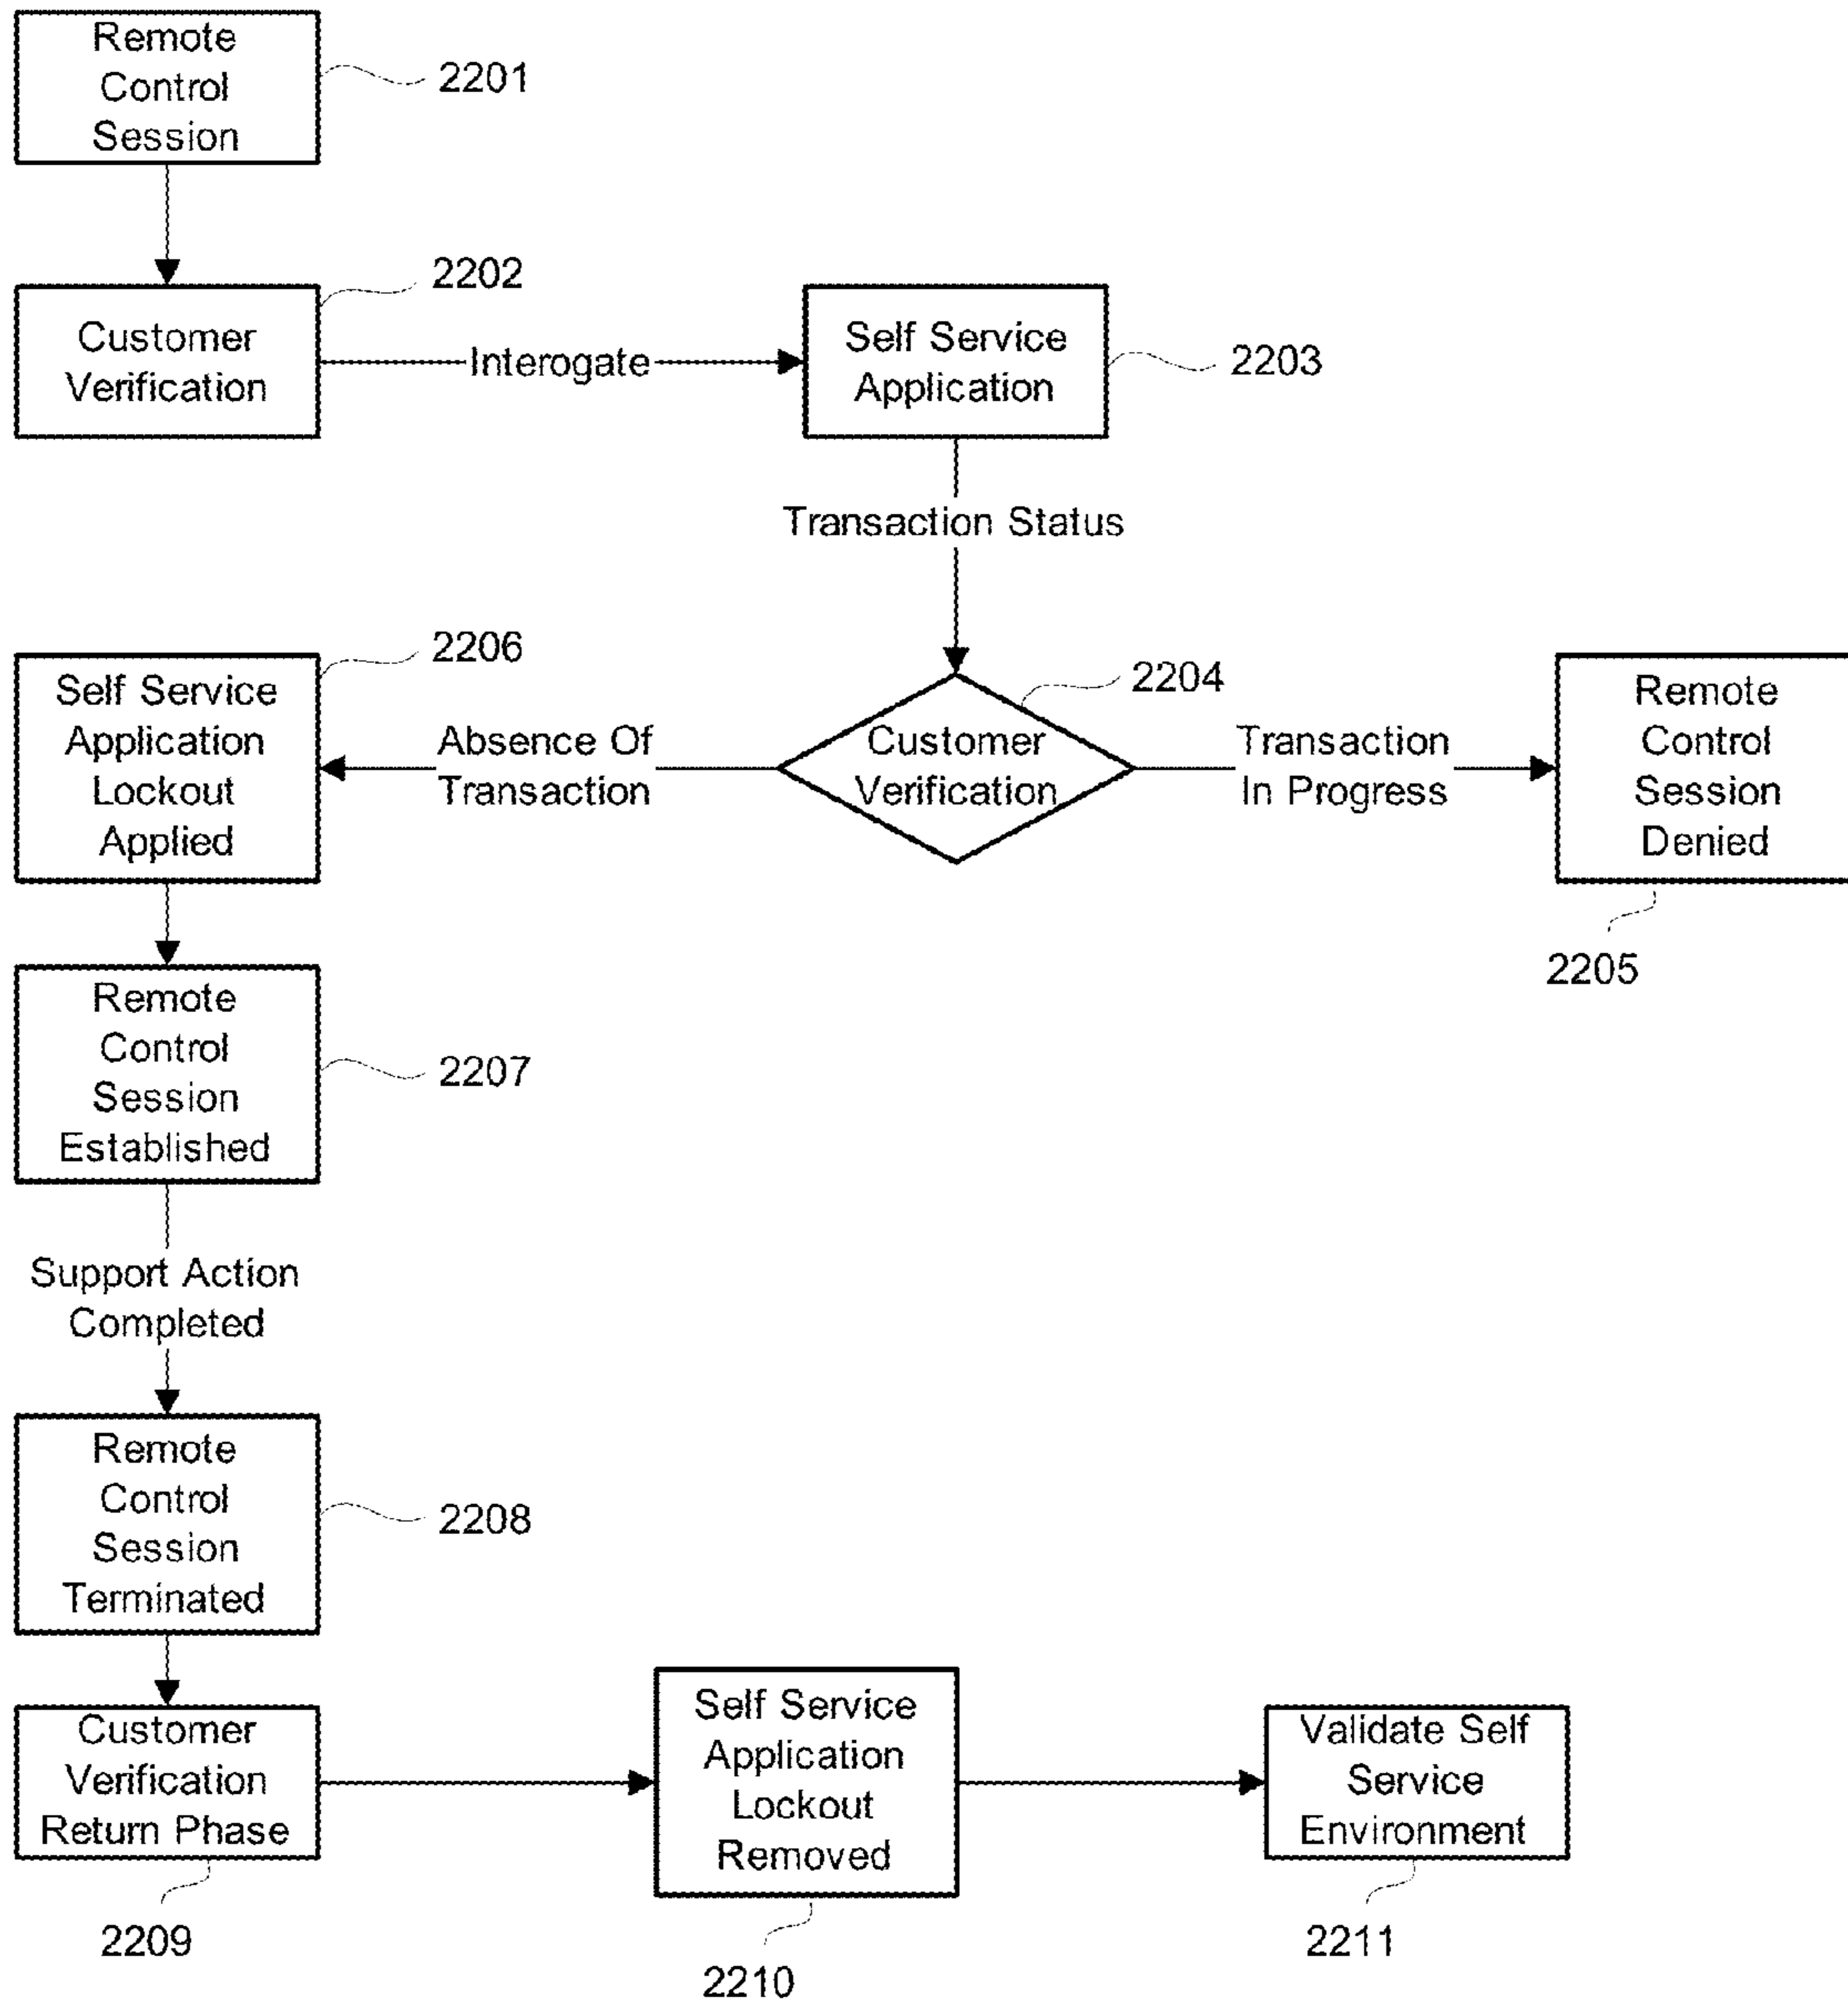 Remote
Control
Session
2201
2202
Customer
Verification
Interogate
Self Service
Application
2203
Transaction Status
2206
Self Service
Application
Lockout
Applied
Absence Of
Transaction
2204
Customer
Verification
Transaction
In Progress
Remote
Control
Session
Denied
2205
Remote
Control
Session
Established
2207
Support Action
Completed
Remote
Control
Session
Terminated
2208
Customer
Verification
Return Phase
2209
Self Service
Application
Lockout
Removed
2210
Validate Self
Service
Environment
2211